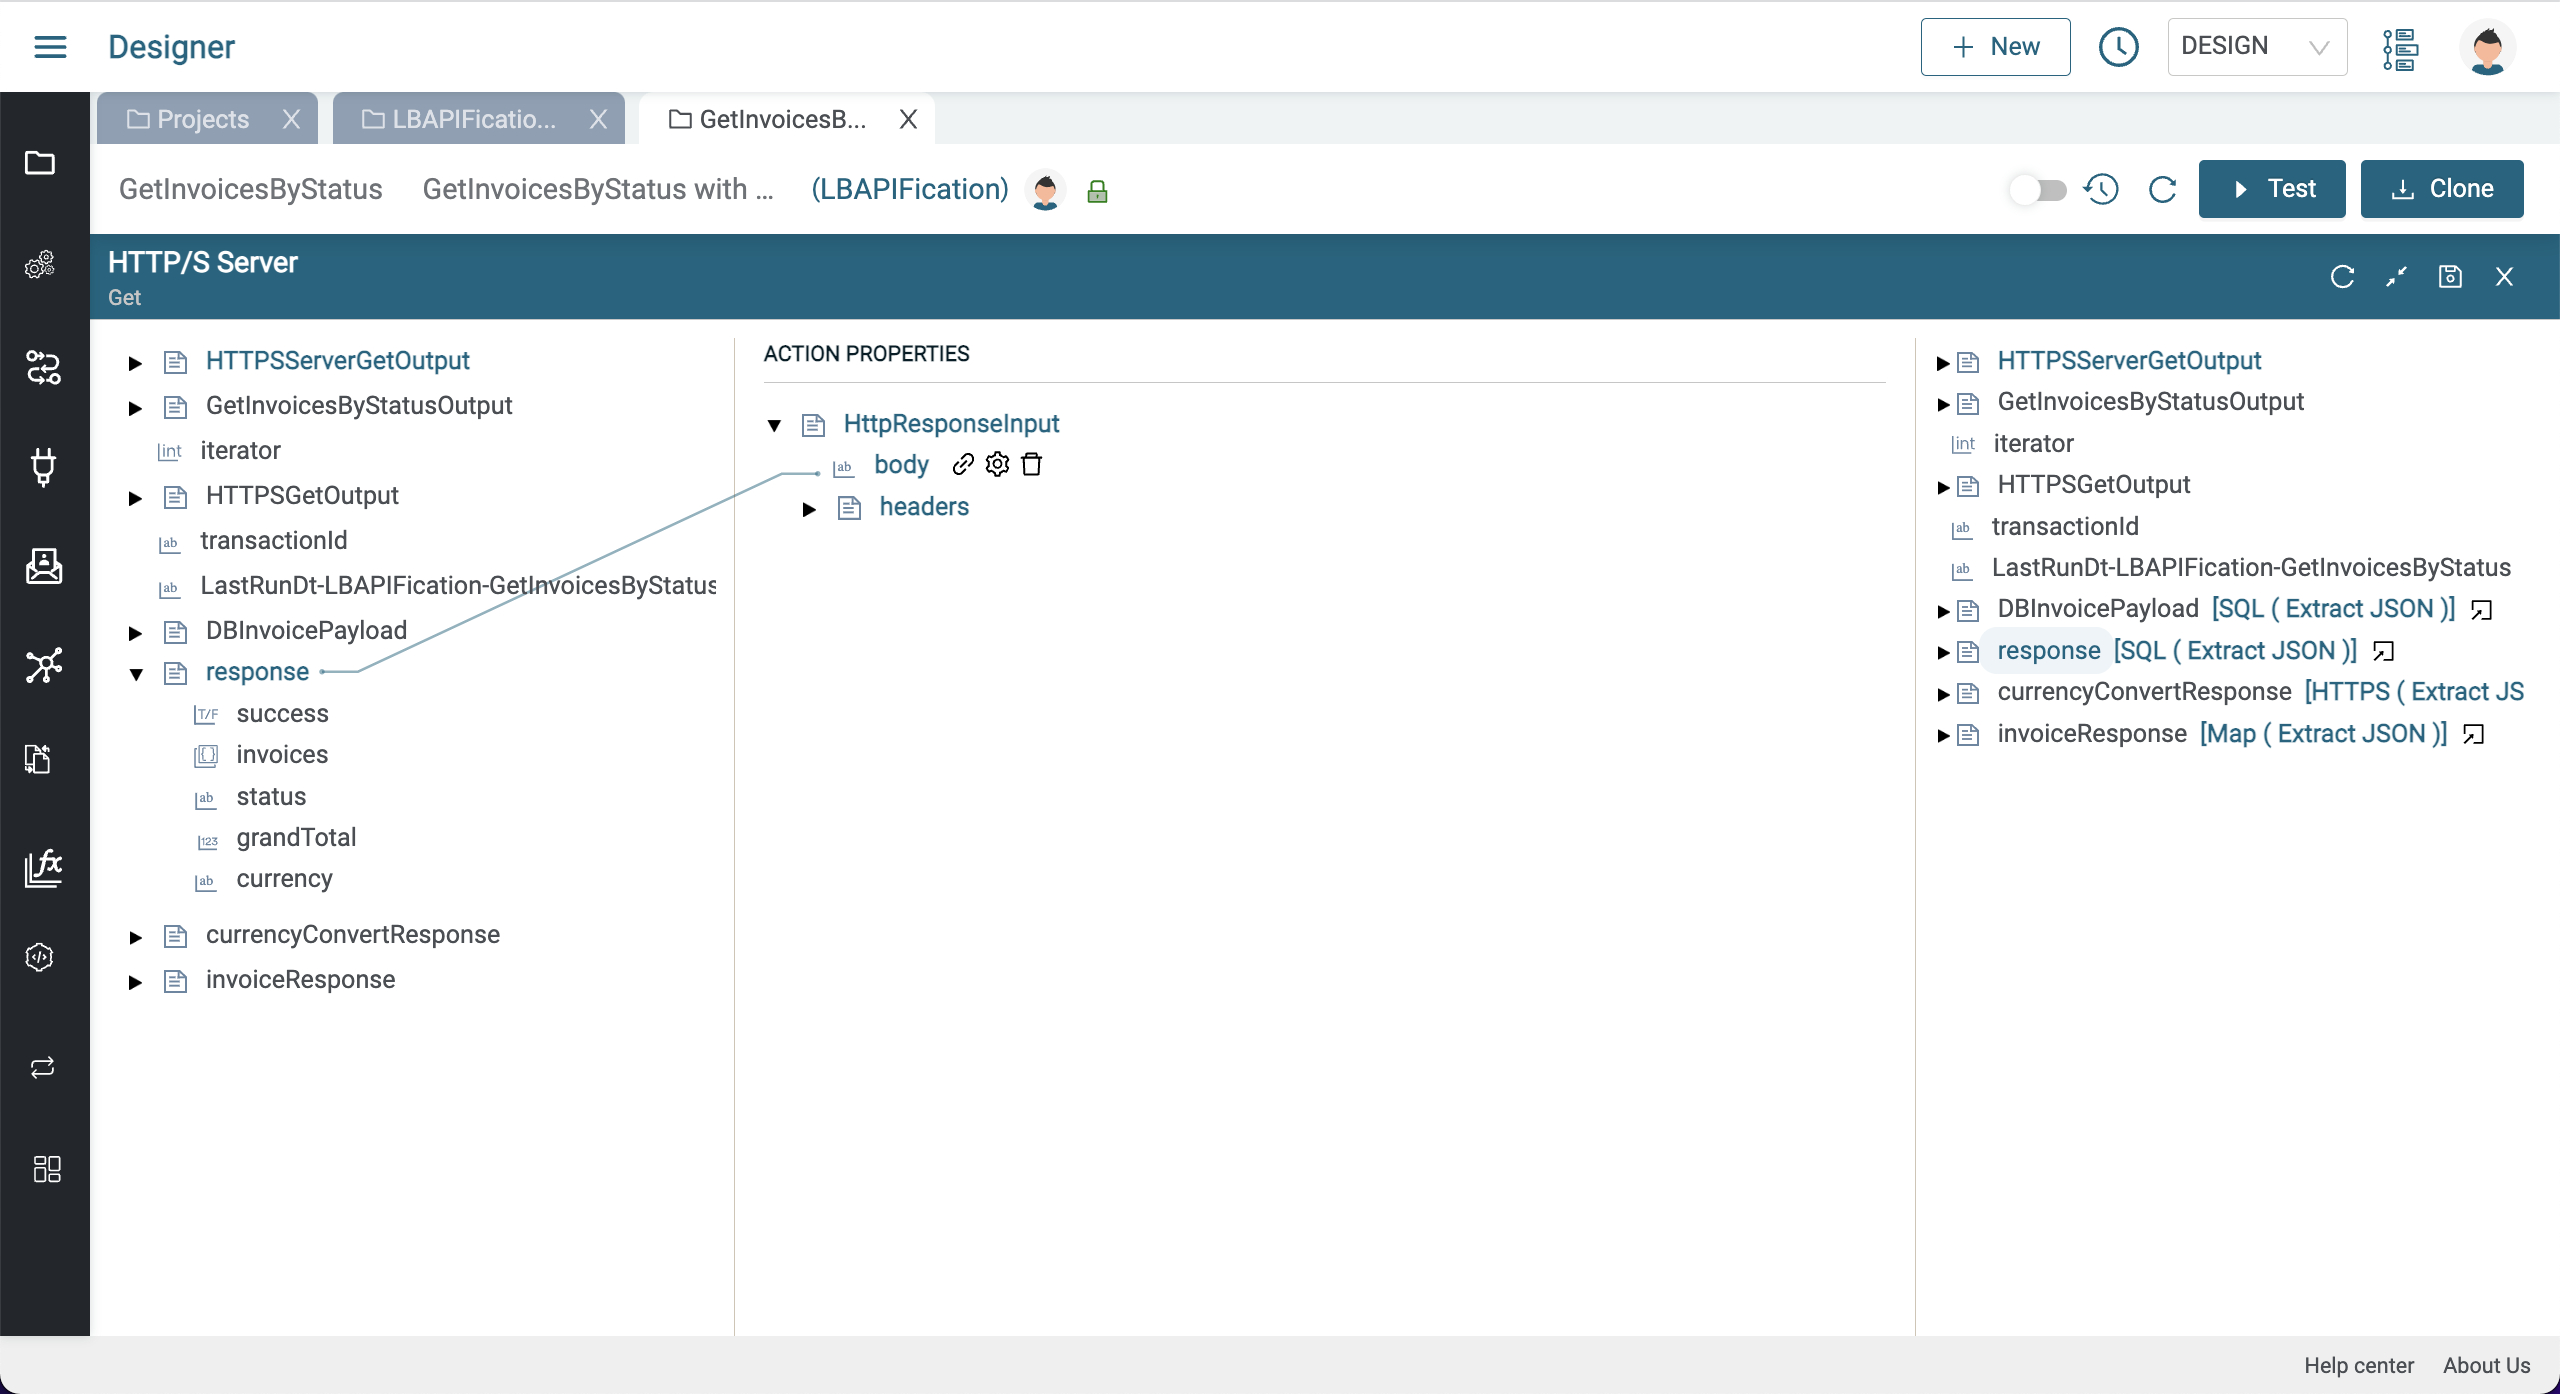 Designer
New
DESIGN
Projects X
LBAPIFicatio... X
GetInvoicesB... X
GetInvoicesByStatus
GetInvoicesByStatus with ...
(LBAPIFication)
Test
Clone
HTTP/S Server
Get
HTTPSServerGetOutput
GetInvoicesByStatusOutput
int iterator
HTTPSGetOutput
ab transactionId
ab LastRunDt-LBAPIFication-GetInvoicesByStatus
DBInvoicePayload
response
T/F success
invoices
ab status
123 grandTotal
ab currency
currencyConvertResponse
invoiceResponse
ACTION PROPERTIES
HttpResponseInput
ab body
headers
HTTPSServerGetOutput
GetInvoicesByStatusOutput
int iterator
HTTPSGetOutput
ab transactionId
ab LastRunDt-LBAPIFication-GetInvoicesByStatus
DBInvoicePayload [SQL ( Extract JSON )]
response [SQL ( Extract JSON )]
currencyConvertResponse [HTTPS ( Extract JS
invoiceResponse [Map ( Extract JSON )]
Help center
About Us